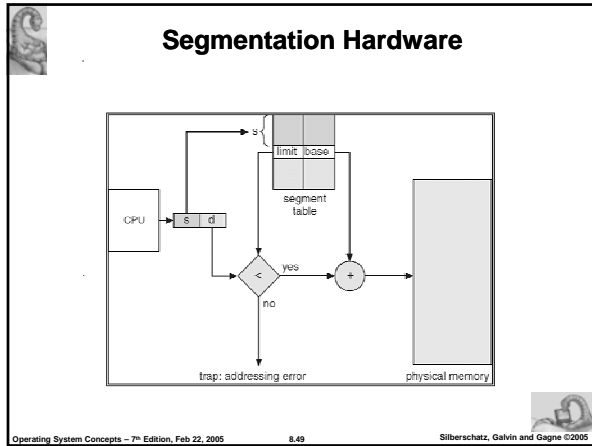 Segmentation Hardware
s
limit base
segment
table
CPU
s d
<
yes
+
no
trap: addressing error
physical memory
Operating System Concepts – 7th Edition, Feb 22, 2005
8.49
Silberschatz, Galvin and Gagne ©2005